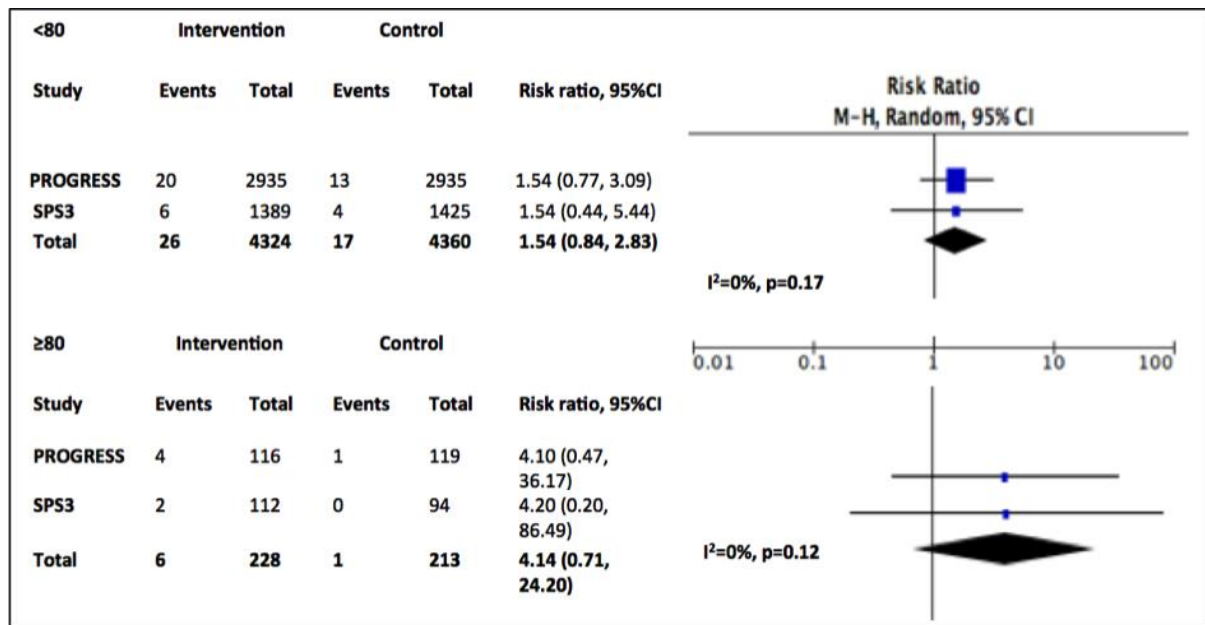 <80 Intervention Control
Study Events Total Events Total Risk ratio, 95%CI
Risk Ratio
M-H, Random, 95% CI
PROGRESS 20 2935 13 2935 1.54 (0.77, 3.09)
SPS3 6 1389 4 1425 1.54 (0.44, 5.44)
Total 26 4324 17 4360 1.54 (0.84, 2.83)
I²=0%, p=0.17
≥80 Intervention Control
0.01 0.1 1 10 100
Study Events Total Events Total Risk ratio, 95%CI
PROGRESS 4 116 1 119 4.10 (0.47,
36.17)
SPS3 2 112 0 94 4.20 (0.20,
86.49)
Total 6 228 1 213 4.14 (0.71,
24.20)
I²=0%, p=0.12